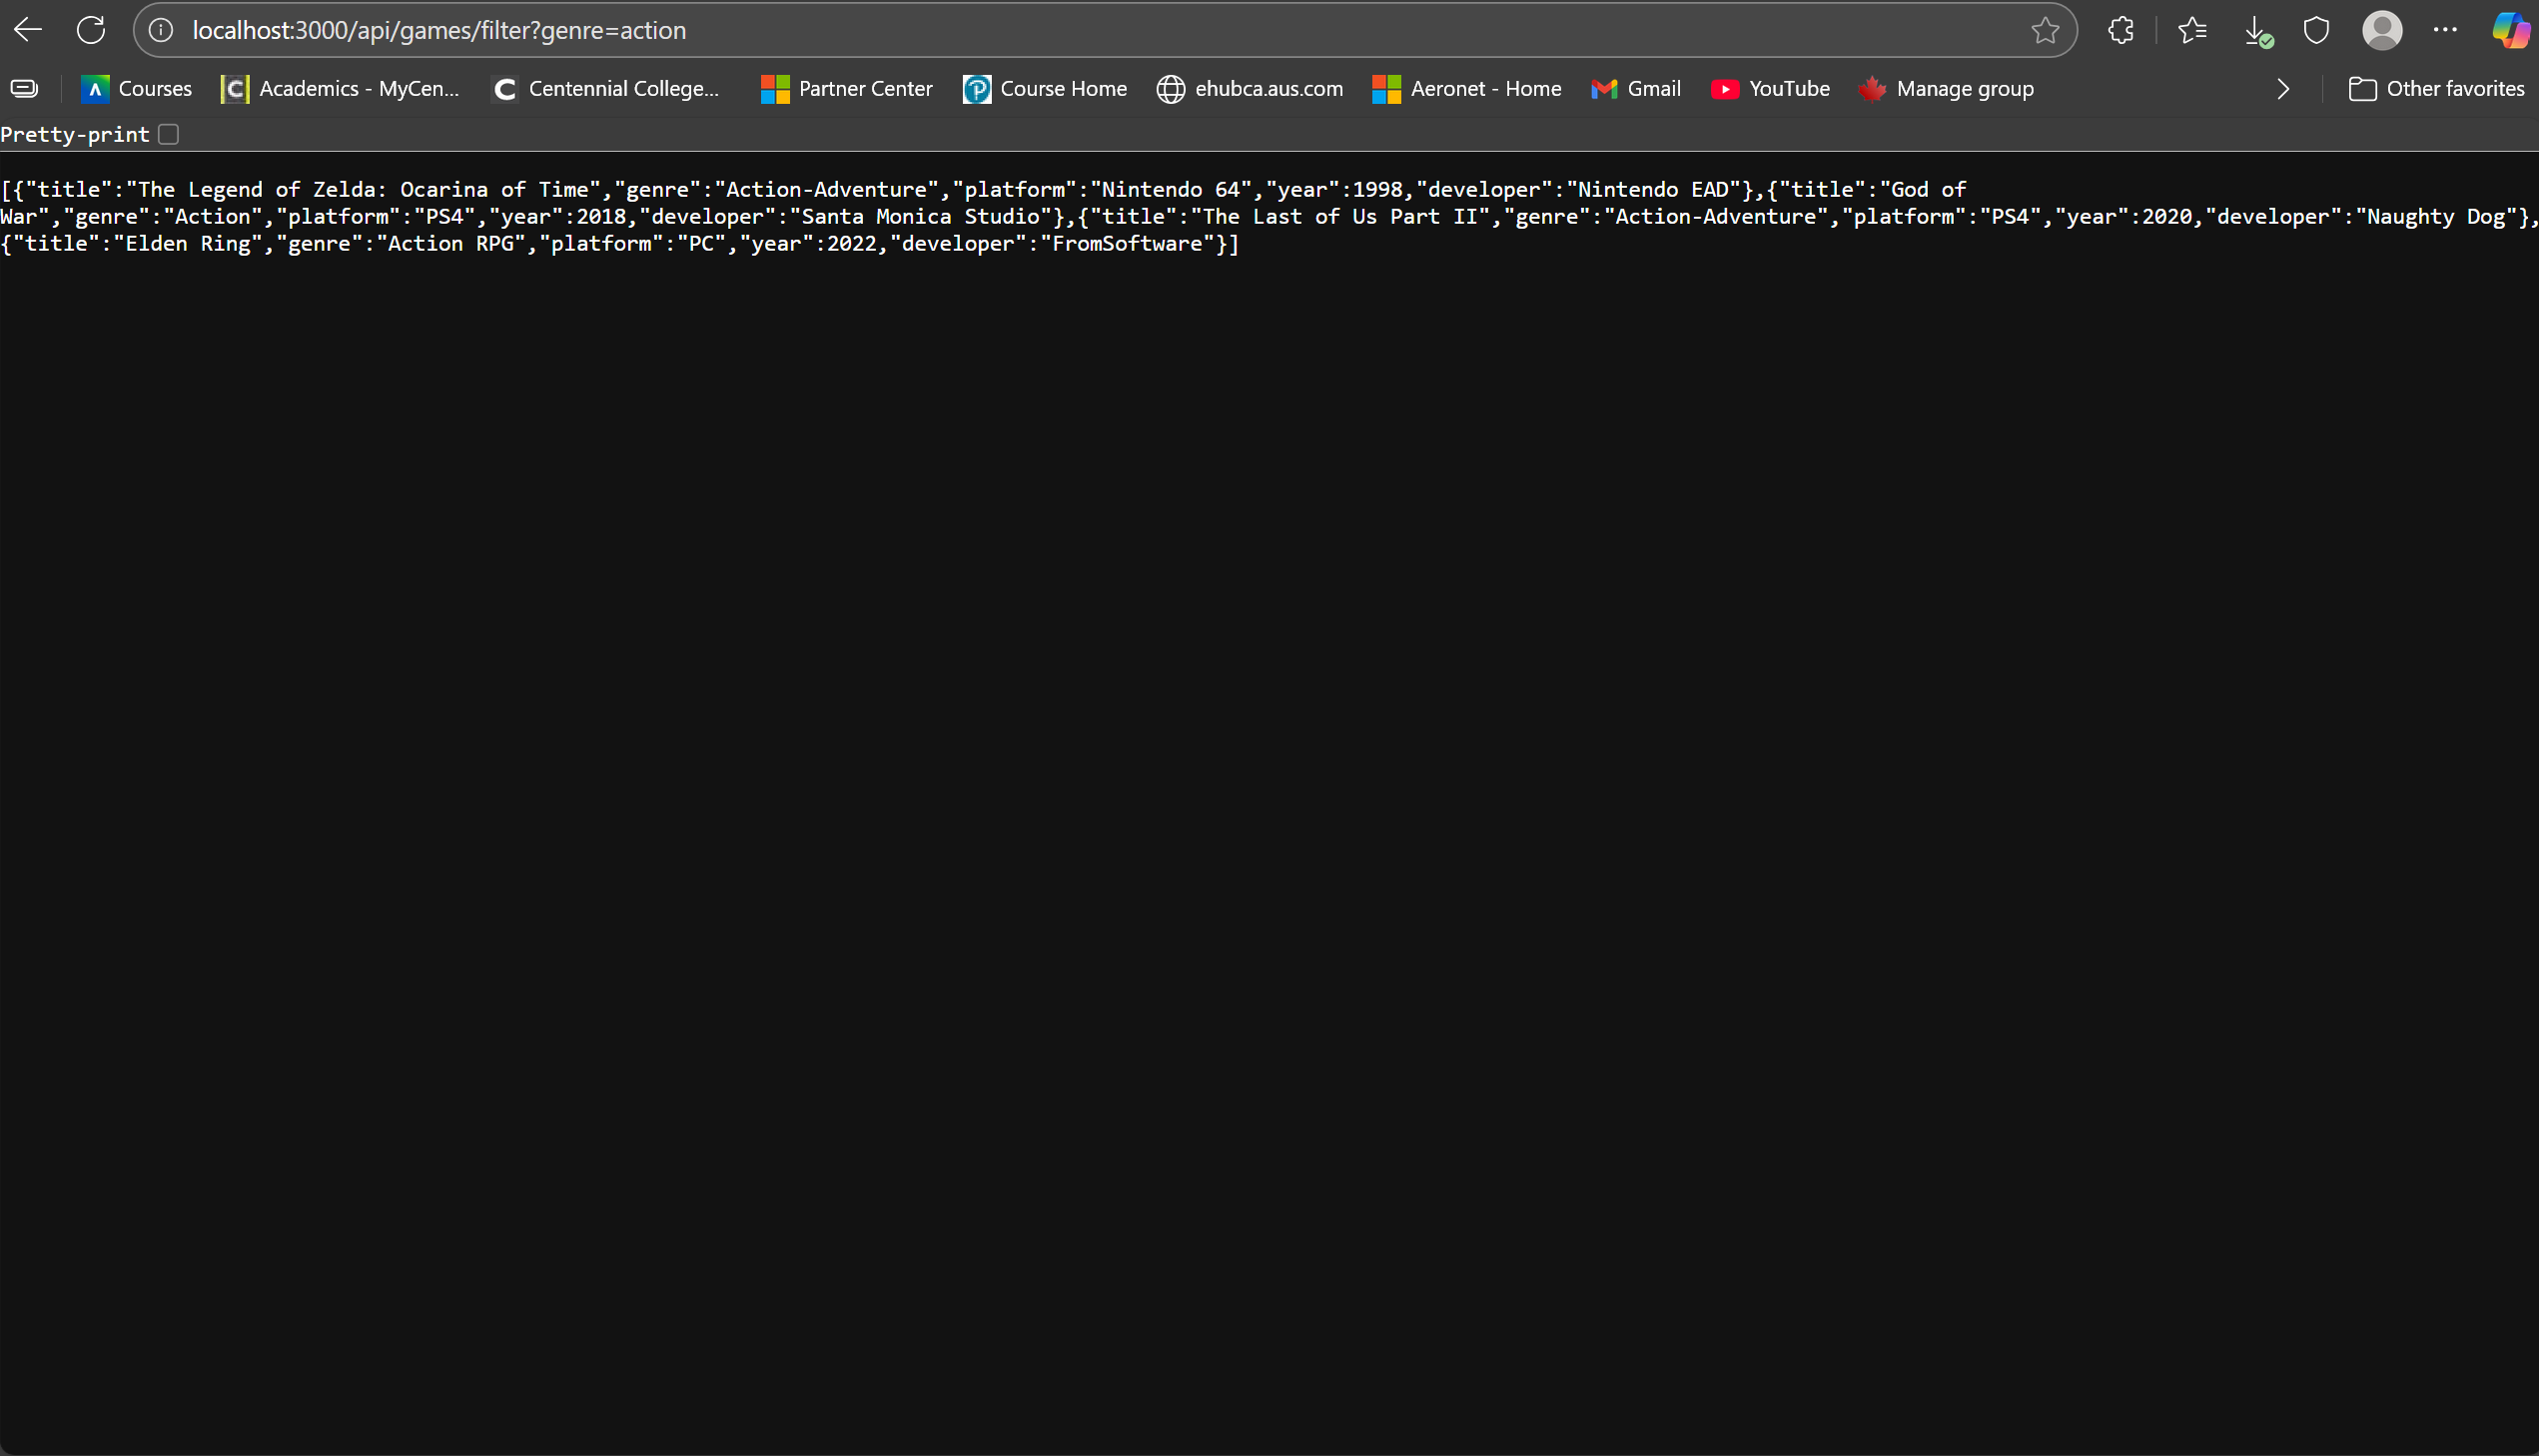 localhost:3000/api/games/filter?genre=action
Courses Academics - MyCen... Centennial College... Partner Center Course Home ehubca.aus.com Aeronet - Home Gmail YouTube Manage group Other favorites
Pretty-print
[{"title":"The Legend of Zelda: Ocarina of Time","genre":"Action-Adventure","platform":"Nintendo 64","year":1998,"developer":"Nintendo EAD"},{"title":"God of
War","genre":"Action","platform":"PS4","year":2018,"developer":"Santa Monica Studio"},{"title":"The Last of Us Part II","genre":"Action-Adventure","platform":"PS4","year":2020,"developer":"Naughty Dog"},
{"title":"Elden Ring","genre":"Action RPG","platform":"PC","year":2022,"developer":"FromSoftware"}]